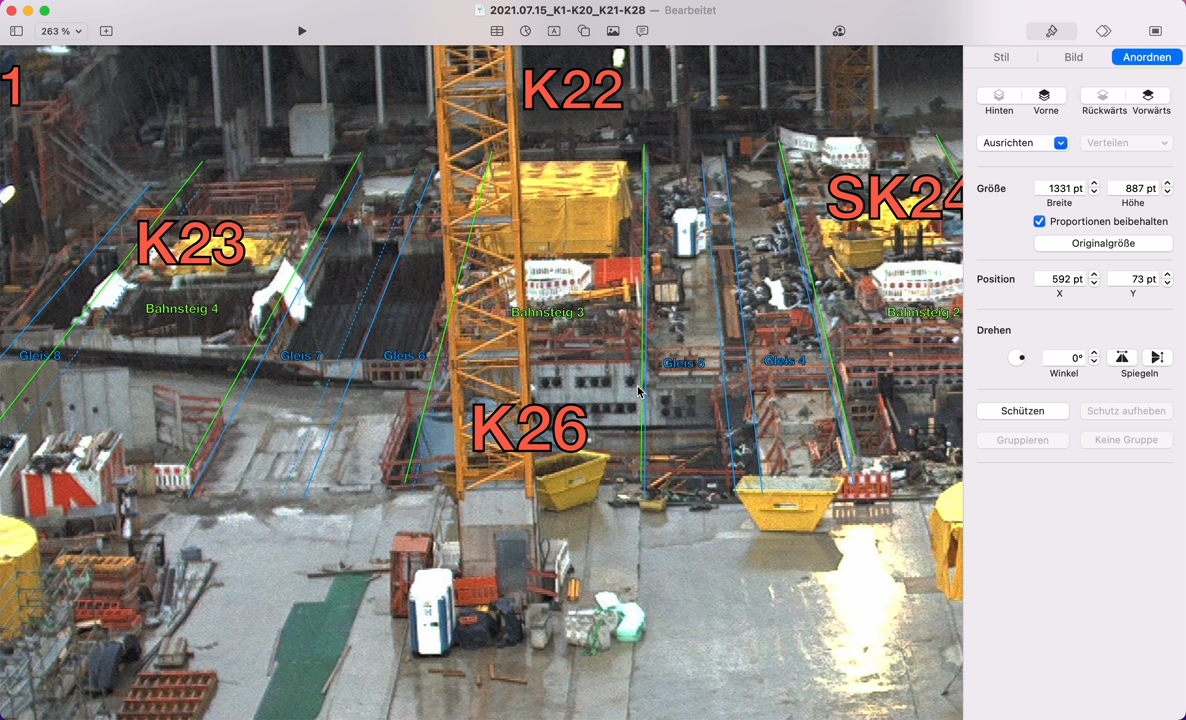 2021.07.15_K1-K20_K21-K28 — Bearbeitet
263 %
Stil
Bild
Anordnen
Hinten
Vorne
Rückwärts
Vorwärts
Ausrichten
Verteilen
Größe
1331 pt
887 pt
Breite
Höhe
Proportionen beibehalten
Originalgröße
Position
592 pt
73 pt
X
Y
Drehen
0°
Winkel
Spiegeln
Schützen
Schutz aufheben
Gruppieren
Keine Gruppe
1
K22
SK24
K23
Bahnsteig 4
Bahnsteig 3
Bahnsteig 2
Gleis 8
Gleis 7
Gleis 6
Gleis 5
Gleis 4
K26